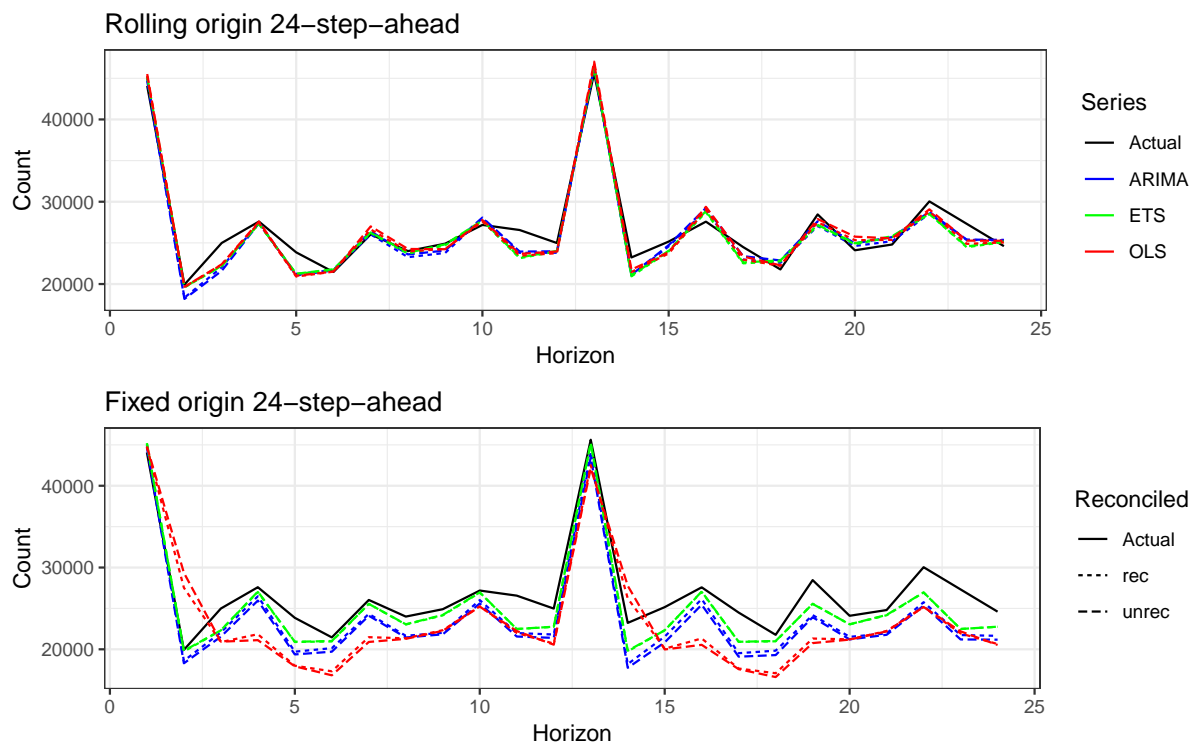 Rolling origin 24−step−ahead
Count
40000
30000
20000
0 5 10 15 20 25
Horizon
Series
Actual
ARIMA
ETS
OLS
Fixed origin 24−step−ahead
Count
40000
30000
20000
0 5 10 15 20 25
Horizon
Reconciled
Actual
rec
unrec